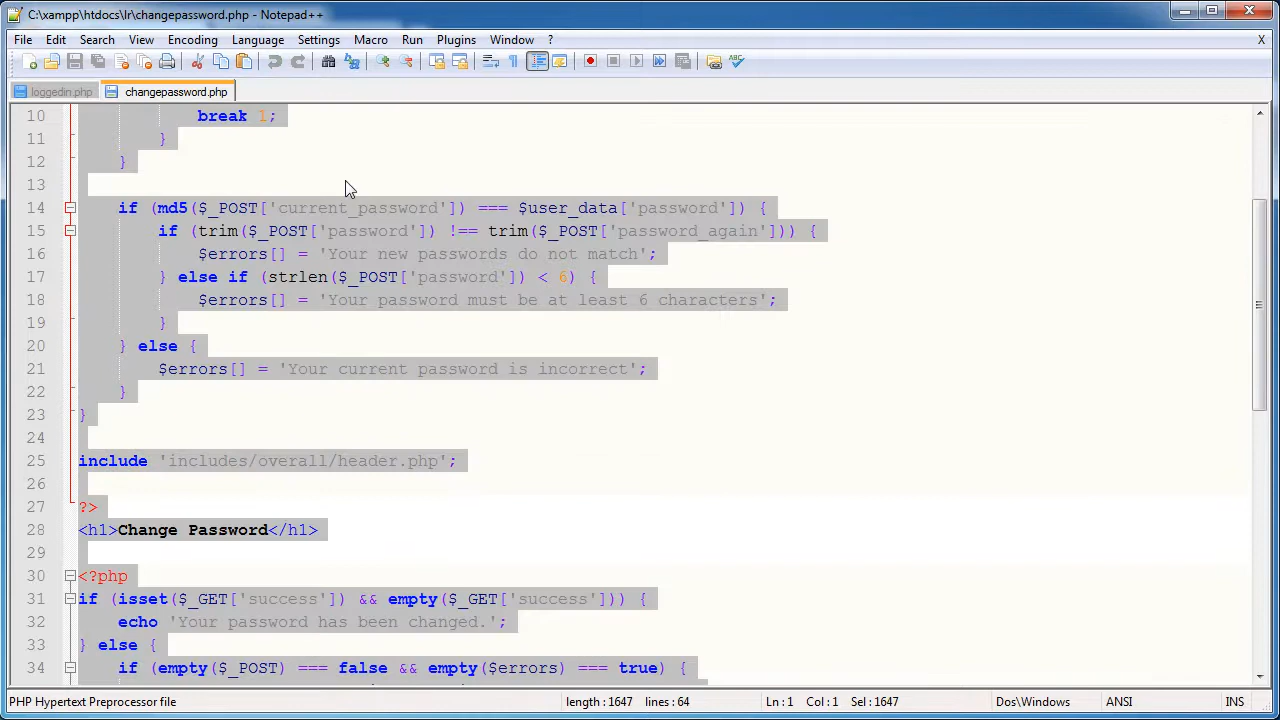 C:\xampp\htdocs\lr\changepassword.php - Notepad++
File Edit Search View Encoding Language Settings Macro Run Plugins Window ? X
loggedin.php changepassword.php
10 break 1;
11 }
12 }
13
14 if (md5($_POST['current_password']) === $user_data['password']) {
15 if (trim($_POST['password']) !== trim($_POST['password_again'])) {
16 $errors[] = 'Your new passwords do not match';
17 } else if (strlen($_POST['password']) < 6) {
18 $errors[] = 'Your password must be at least 6 characters';
19 }
20 } else {
21 $errors[] = 'Your current password is incorrect';
22 }
23 }
24
25 include 'includes/overall/header.php';
26
27 ?>
28 <h1>Change Password</h1>
29
30 <?php
31 if (isset($_GET['success']) && empty($_GET['success'])) {
32 echo 'Your password has been changed.';
33 } else {
34 if (empty($_POST) === false && empty($errors) === true) {
PHP Hypertext Preprocessor file length : 1647 lines : 64 Ln : 1 Col : 1 Sel : 1647 Dos\Windows ANSI INS